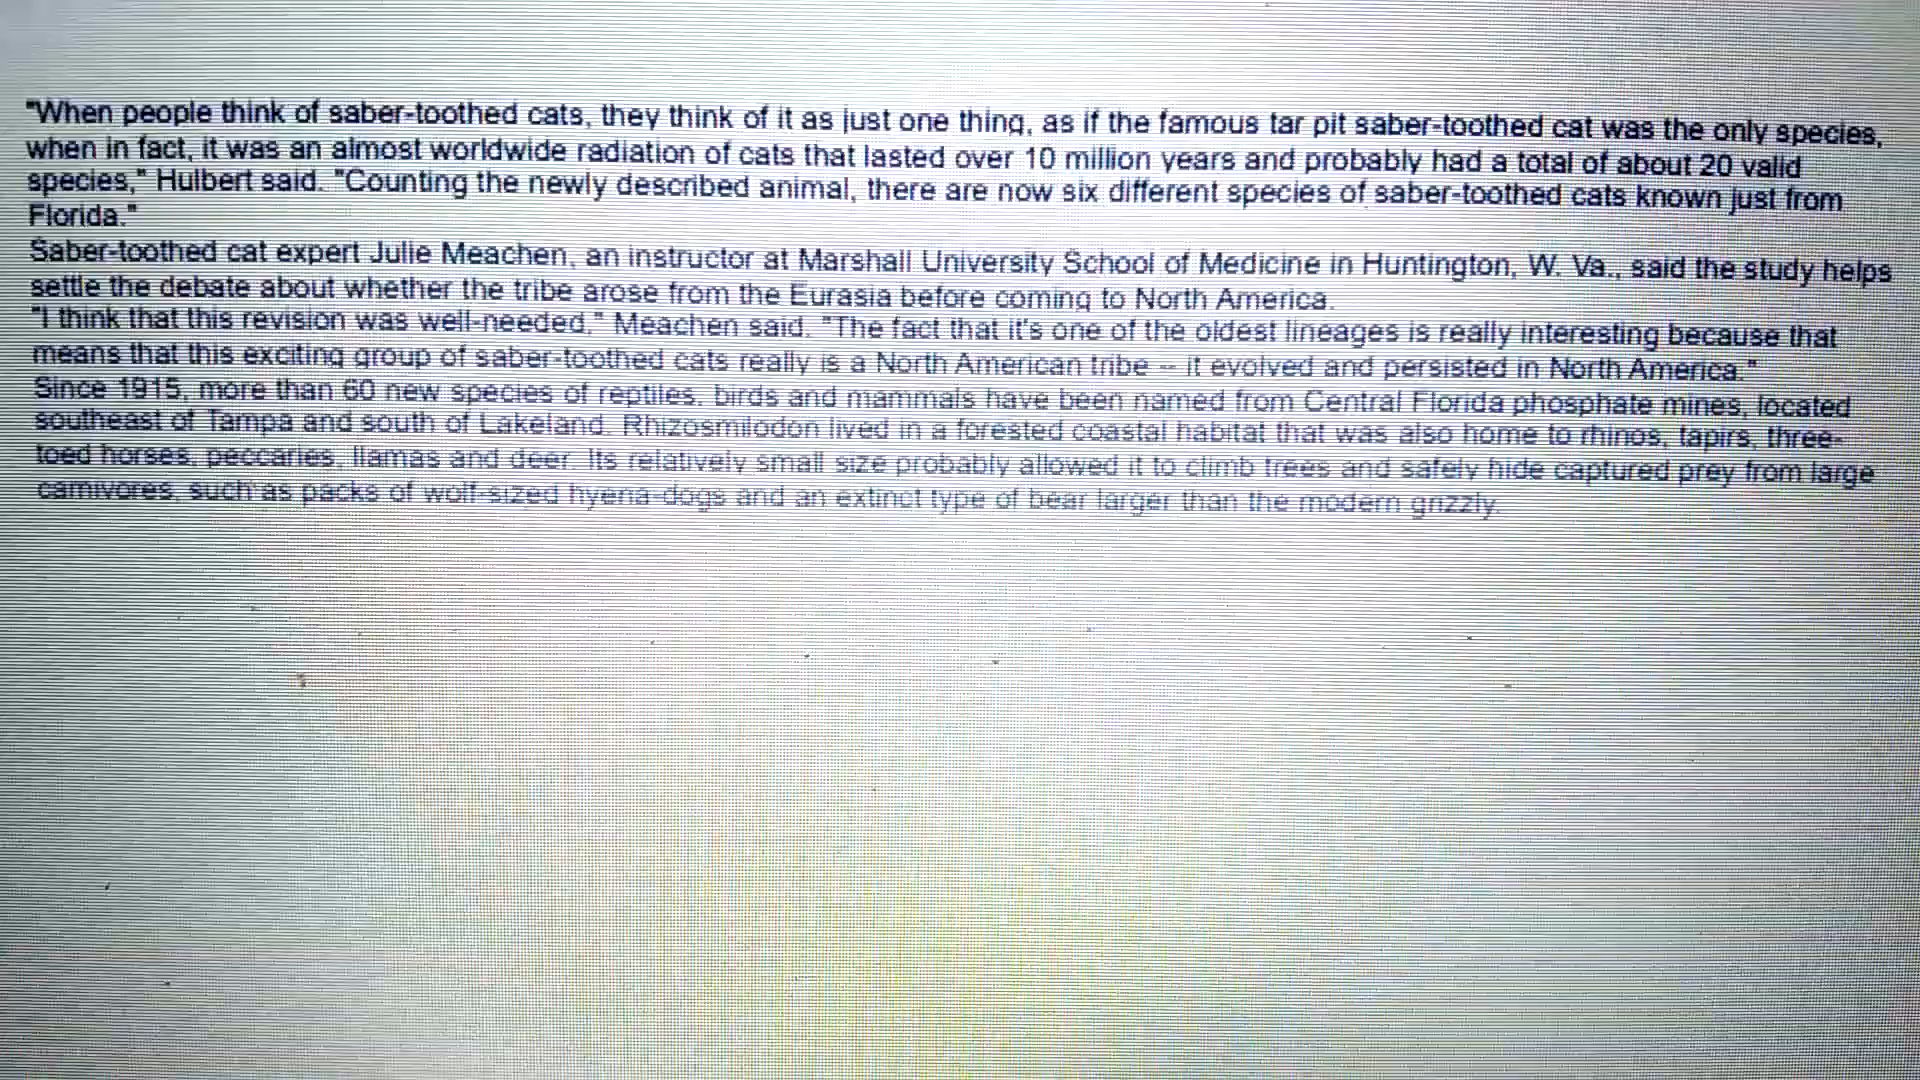 "When people think of saber-toothed cats, they think of it as just one thing, as if the famous tar pit saber-toothed cat was the only species,
when in fact, it was an almost worldwide radiation of cats that lasted over 10 million years and probably had a total of about 20 valid
species," Hulbert said. "Counting the newly described animal, there are now six different species of saber-toothed cats known just from
Florida."
Saber-toothed cat expert Julie Meachen, an instructor at Marshall University School of Medicine in Huntington, W. Va., said the study helps
settle the debate about whether the tribe arose from the Eurasia before coming to North America.
"I think that this revision was well-needed," Meachen said. "The fact that it's one of the oldest lineages is really interesting because that
means that this exciting group of saber-toothed cats really is a North American tribe -- it evolved and persisted in North America."
Since 1915, more than 60 new species of reptiles, birds and mammals have been named from Central Florida phosphate mines, located
southeast of Tampa and south of Lakeland. Rhizosmilodon lived in a forested coastal habitat that was also home to rhinos, tapirs, three-
toed horses, peccaries, llamas and deer. Its relatively small size probably allowed it to climb trees and safely hide captured prey from large
carnivores, such as packs of wolf-sized hyena-dogs and an extinct type of bear larger than the modern grizzly.